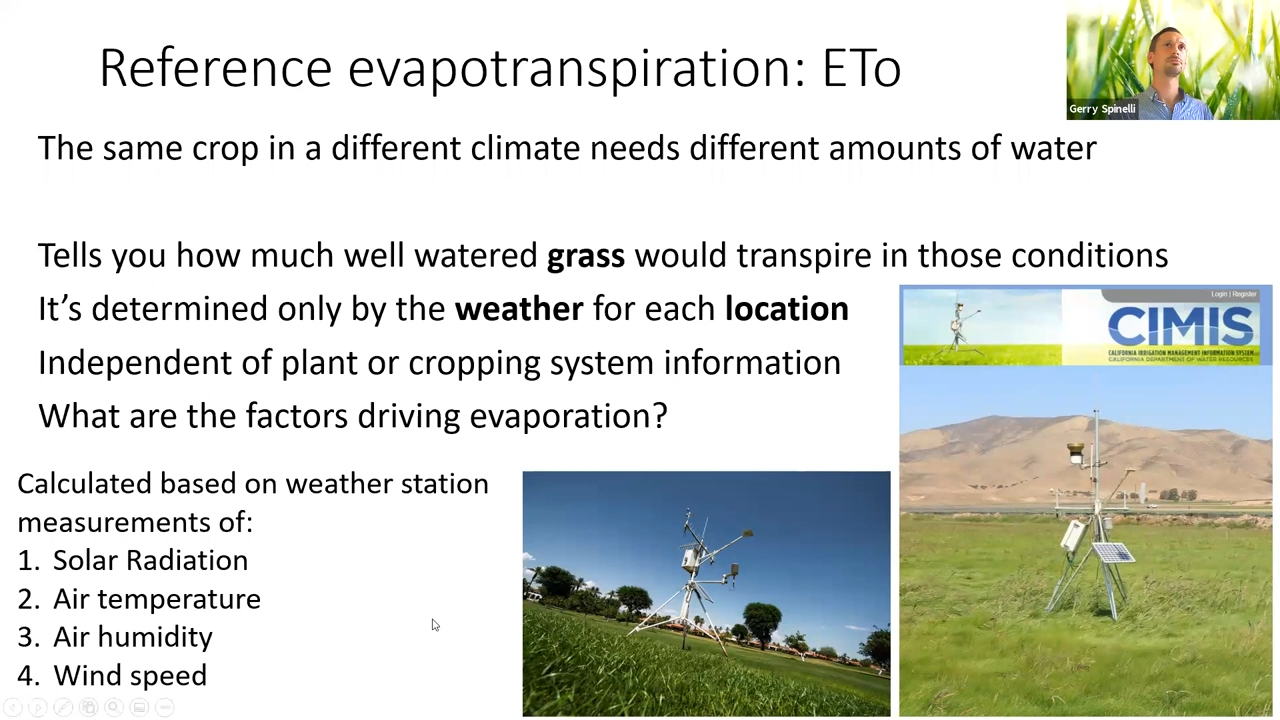 Reference evapotranspiration: ETo
Gerry Spinelli
The same crop in a different climate needs different amounts of water
Tells you how much well watered grass would transpire in those conditions
It's determined only by the weather for each location
Independent of plant or cropping system information
What are the factors driving evaporation?
Login | Register
CIMIS
CALIFORNIA IRRIGATION MANAGEMENT INFORMATION SYSTEM
CALIFORNIA DEPARTMENT OF WATER RESOURCES
Calculated based on weather station
measurements of:
1. Solar Radiation
2. Air temperature
3. Air humidity
4. Wind speed